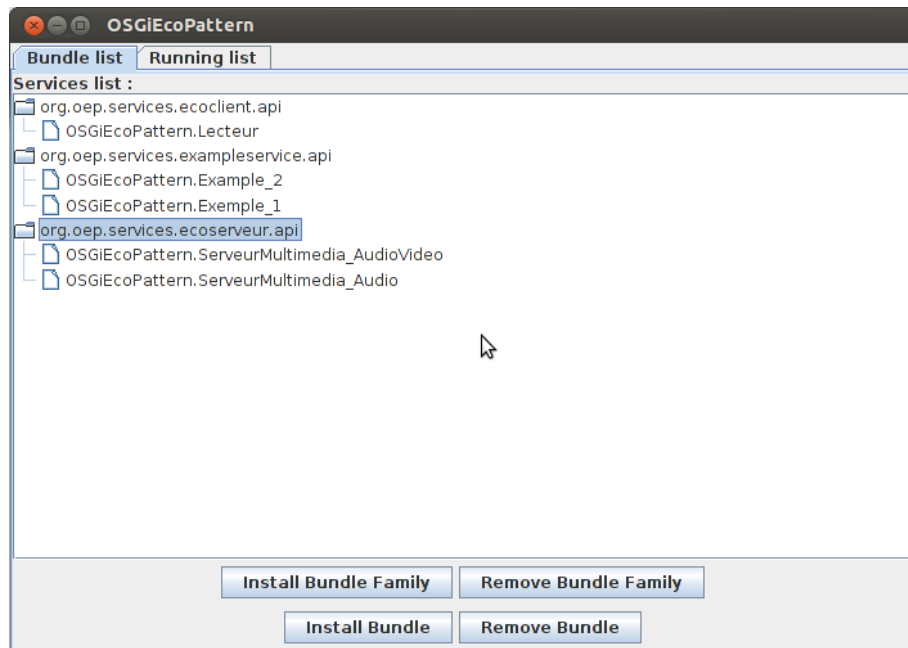 OSGiEcoPattern
Bundle list Running list
Services list :
org.oep.services.ecoclient.api
OSGiEcoPattern.Lecteur
org.oep.services.exampleservice.api
OSGiEcoPattern.Example_2
OSGiEcoPattern.Exemple_1
org.oep.services.ecoserveur.api
OSGiEcoPattern.ServeurMultimedia_AudioVideo
OSGiEcoPattern.ServeurMultimedia_Audio
Install Bundle Family Remove Bundle Family
Install Bundle Remove Bundle